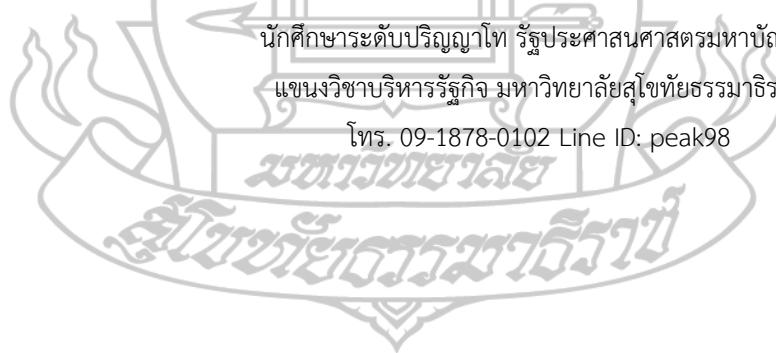 นักศึกษาระดับปริญญาโท รัฐประศาสนศาสตรมหาบัณ
แขนงวิชาบริหารรัฐกิจ มหาวิทยาลัยสุโขทัยธรรมาธิรา
โทร. 09-1878-0102 Line ID: peak98
มหาวิทยาลัย
สุโขทัยธรรมาธิราช